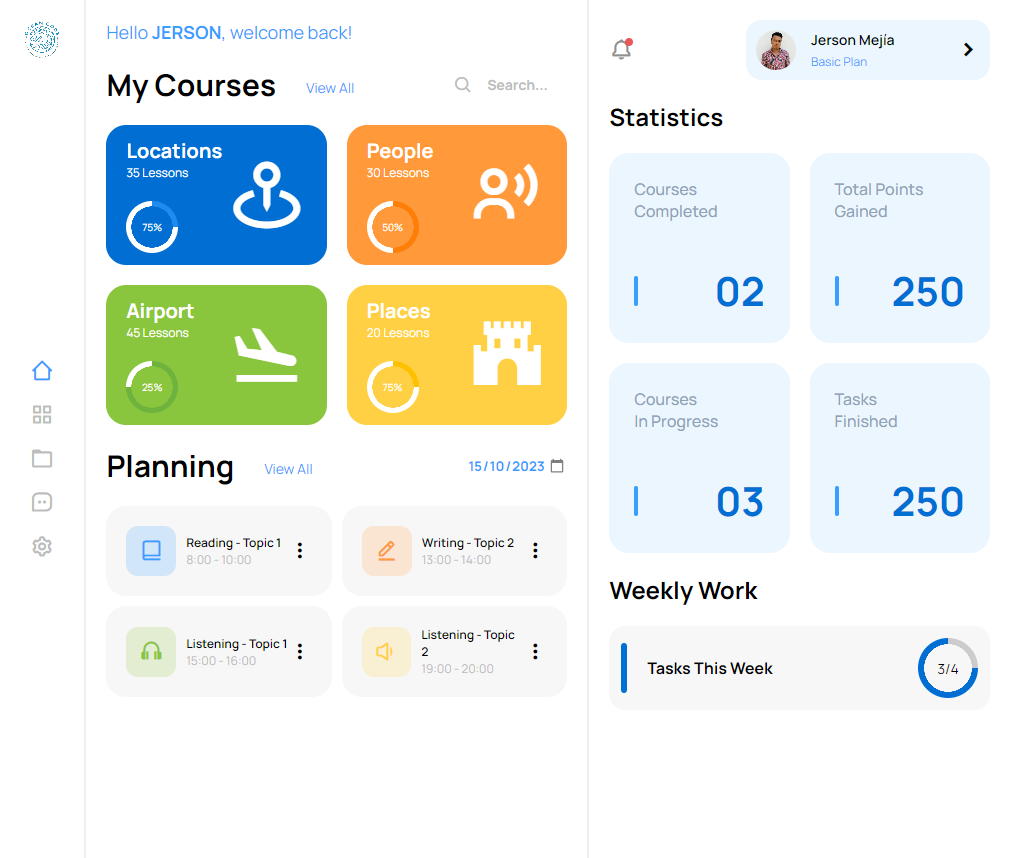 Hello JERSON, welcome back!
My Courses
View All
Search...
Locations
35 Lessons
75%
People
30 Lessons
50%
Airport
45 Lessons
25%
Places
20 Lessons
75%
Planning
View All
15/10/2023
Reading - Topic 1
8:00 - 10:00
Writing - Topic 2
13:00 - 14:00
Listening - Topic 1
15:00 - 16:00
Listening - Topic
2
19:00 - 20:00
Jerson Mejía
Basic Plan
Statistics
Courses
Completed
02
Total Points
Gained
250
Courses
In Progress
03
Tasks
Finished
250
Weekly Work
Tasks This Week
3/4